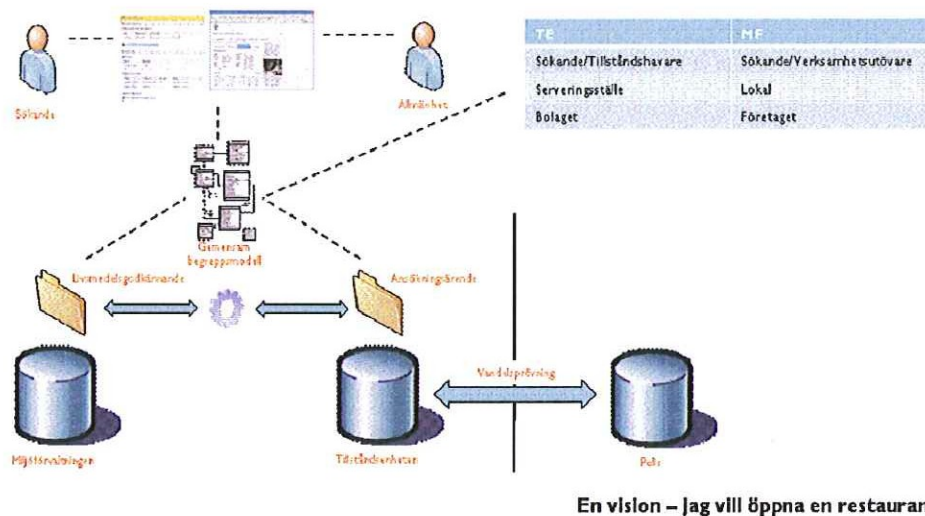 TE MF
Sökande/Tillståndshavare Sökande/Verksamhetsutövare
Serveringsställe Lokal
Bolaget Företaget
Sökande
Allmänhet
Gemensam
begreppsmodell
Livsmedelsgodkännande
Ansökningsärende
Vandelsprövning
Miljöförvaltningen
Tillståndsenheten
Polis
En vision – Jag vill öppna en restauran